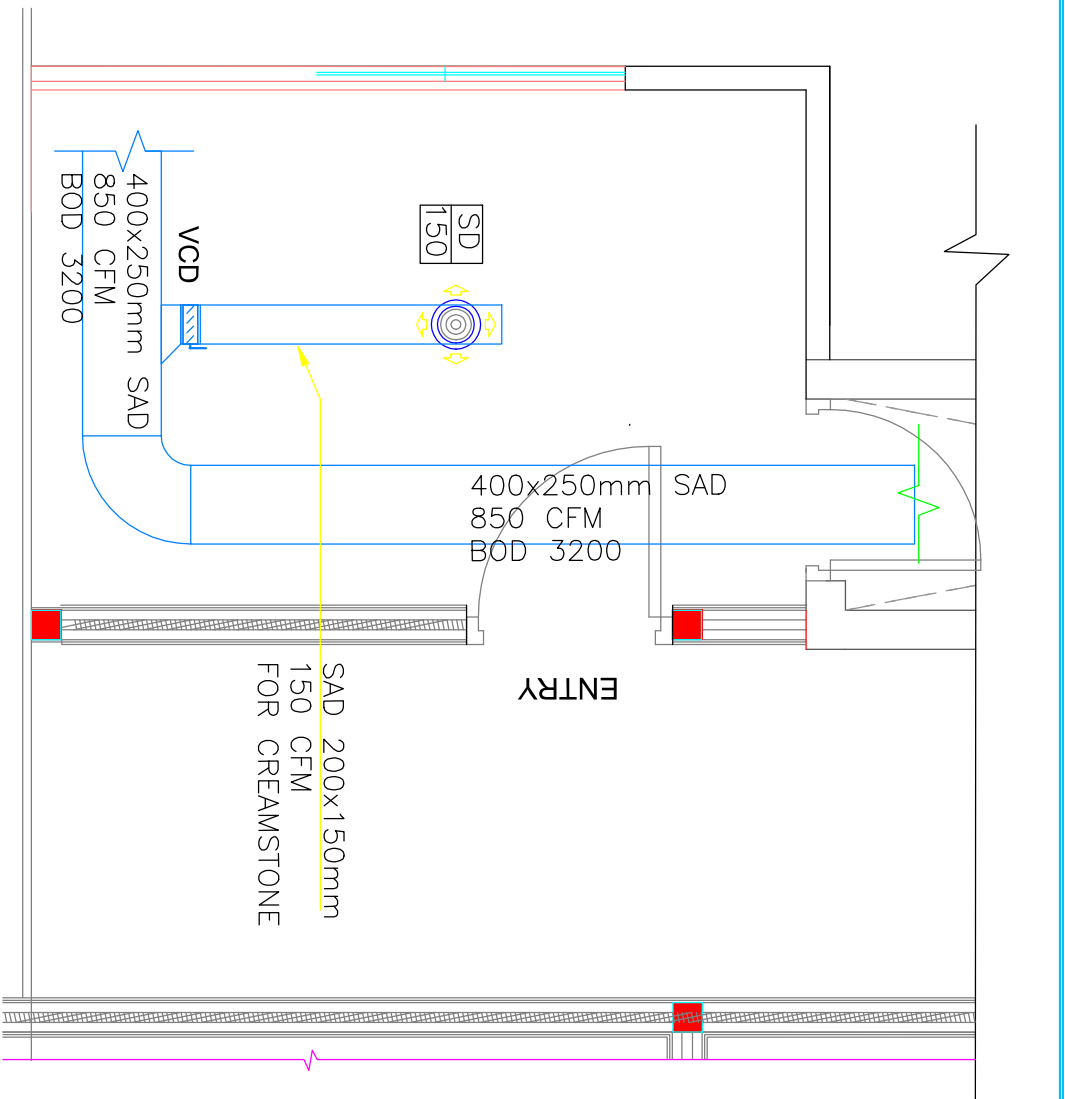 400x250mm SAD
850 CFM
BOD 3200
VCD
SD
150
400x250mm SAD
850 CFM
BOD 3200
ENTRY
SAD 200x150mm
150 CFM
FOR CREAMSTONE